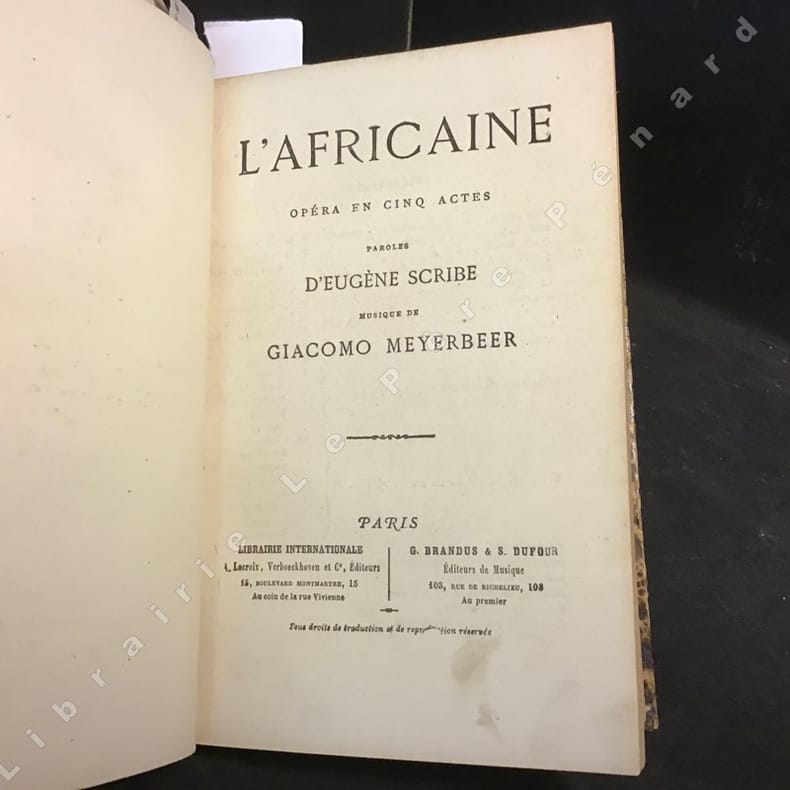 L'AFRICAINE
OPÉRA EN CINQ ACTES
PAROLES
D'EUGÈNE SCRIBE
MUSIQUE DE
GIACOMO MEYERBEER
PARIS
LIBRAIRIE INTERNATIONALE
A. Lacroix, Verboeckhoven et Cᵉ, Éditeurs
15, BOULEVARD MONTMARTRE, 15
Au coin de la rue Vivienne
G. BRANDUS & S. DUFOUR
Éditeurs de Musique
103, RUE DE RICHELIEU, 103
Au premier
Tous droits de traduction et de reproduction réservés
Librairie Le Père Pénard